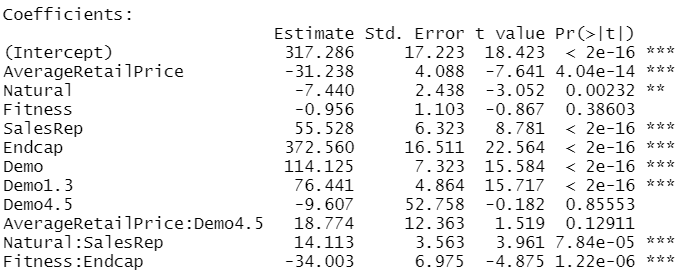 Coefficients:
Estimate Std. Error t value Pr(>|t|)
(Intercept) 317.286 17.223 18.423 < 2e-16 ***
AverageRetailPrice -31.238 4.088 -7.641 4.04e-14 ***
Natural -7.440 2.438 -3.052 0.00232 **
Fitness -0.956 1.103 -0.867 0.38603
SalesRep 55.528 6.323 8.781 < 2e-16 ***
Endcap 372.560 16.511 22.564 < 2e-16 ***
Demo 114.125 7.323 15.584 < 2e-16 ***
Demo1.3 76.441 4.864 15.717 < 2e-16 ***
Demo4.5 -9.607 52.758 -0.182 0.85553
AverageRetailPrice:Demo4.5 18.774 12.363 1.519 0.12911
Natural:SalesRep 14.113 3.563 3.961 7.84e-05 ***
Fitness:Endcap -34.003 6.975 -4.875 1.22e-06 ***